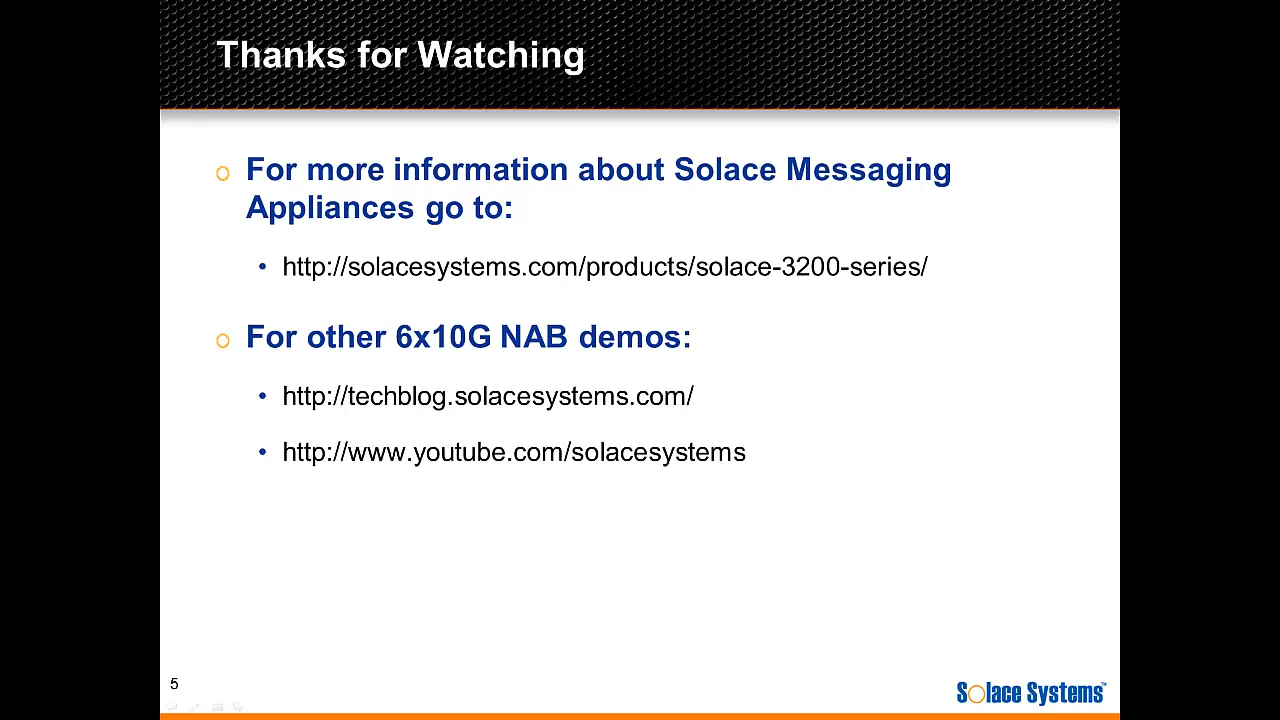 Thanks for Watching
For more information about Solace Messaging
Appliances go to:
http://solacesystems.com/products/solace-3200-series/
For other 6x10G NAB demos:
http://techblog.solacesystems.com/
http://www.youtube.com/solacesystems
5
Solace Systems™